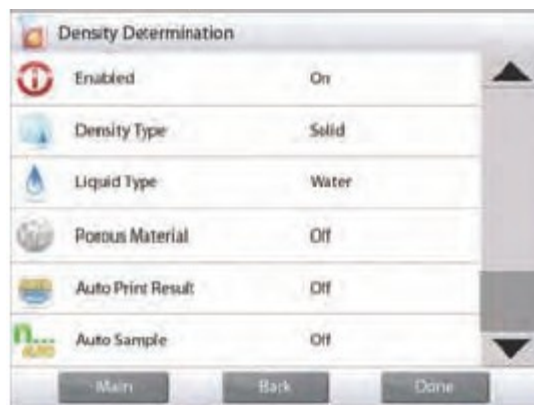 Density Determination
Enabled On
Density Type Solid
Liquid Type Water
Porous Material Off
Auto Print Result Off
n... AUTO Auto Sample Off
Main Back Done